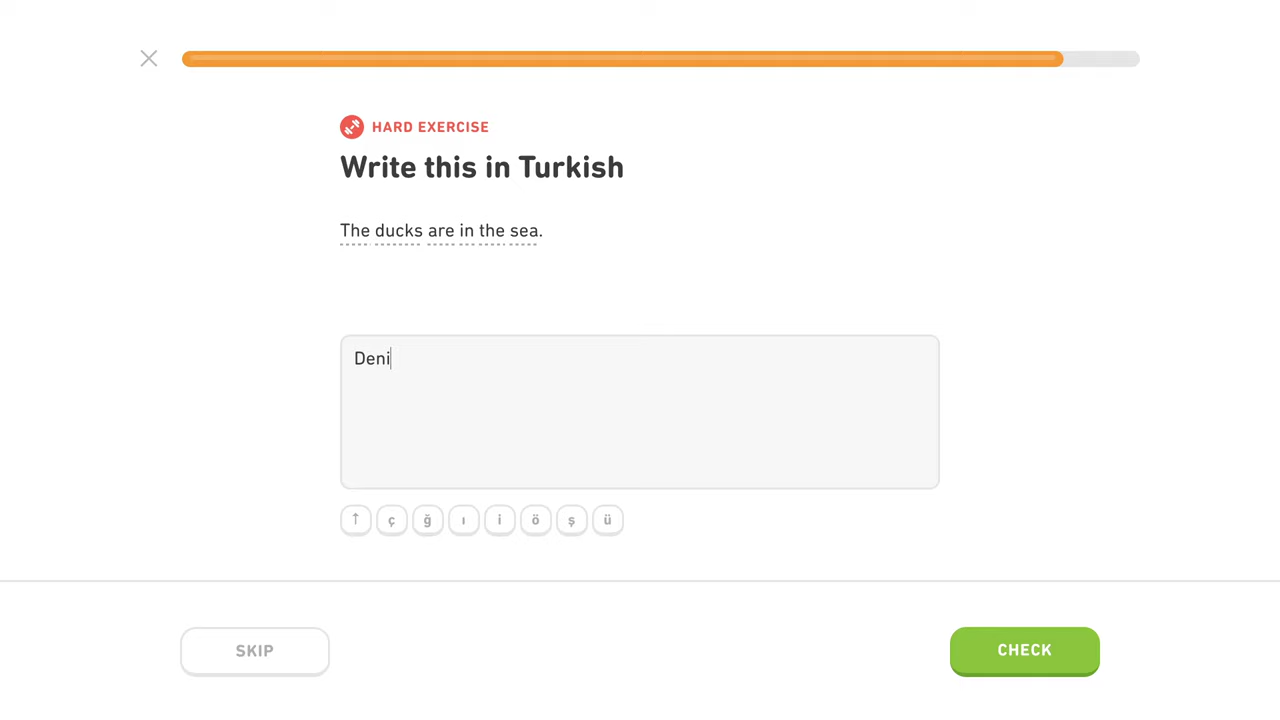 HARD EXERCISE
Write this in Turkish
The ducks are in the sea.
Deni
↑ ç ğ ı i ö ş ü
SKIP
CHECK